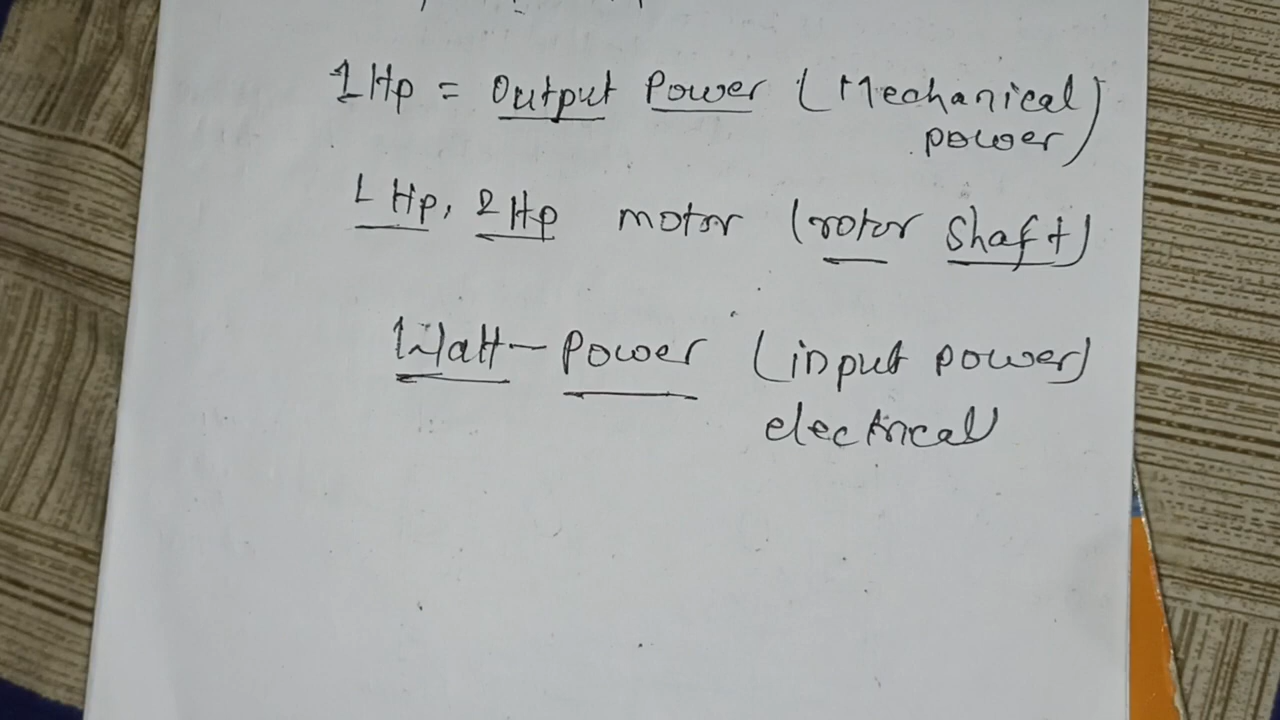 1 Hp = Output Power (Mechanical
power)
1 Hp, 2 Hp motor (rotor shaft)
Watt - Power (input power)
electrical